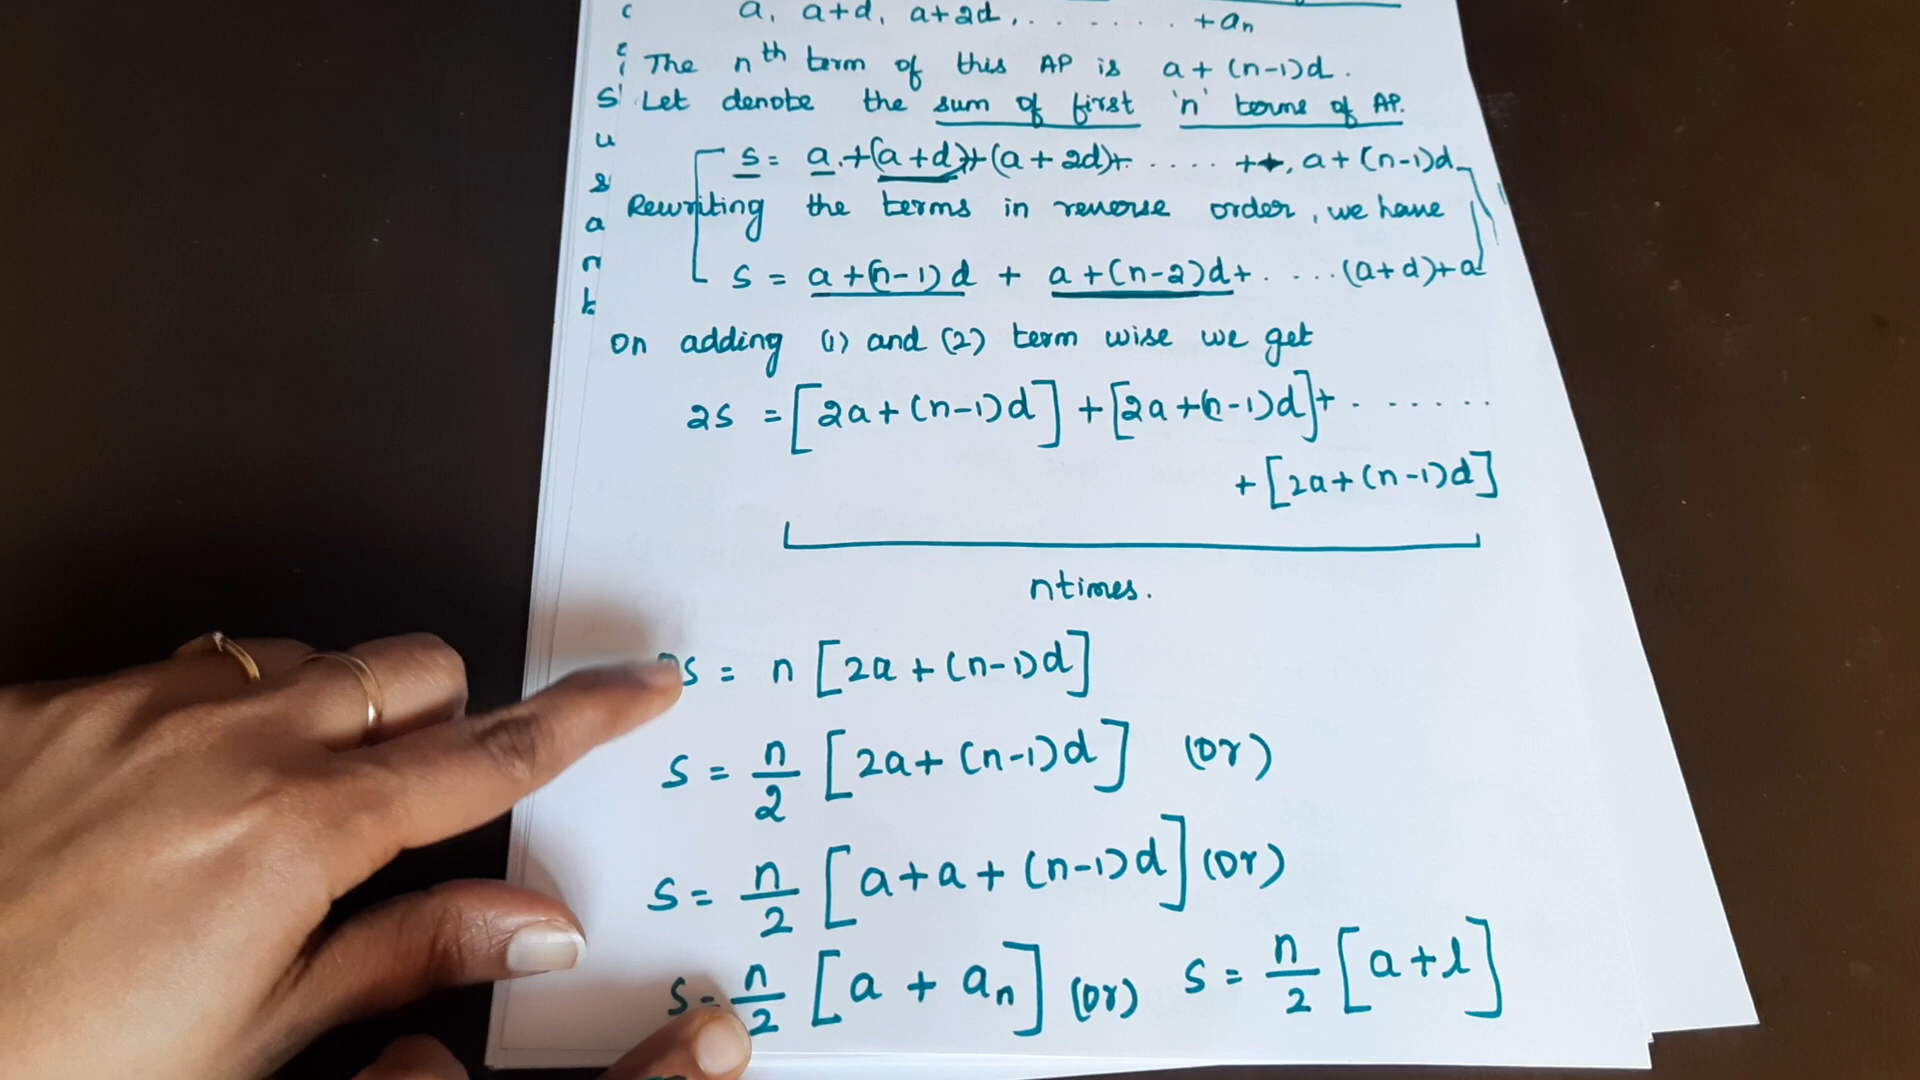 a, a+d, a+2d, . . . . . . . +aₙ
The nth term of this AP is a + (n-1)d.
Let denote the sum of first 'n' terms of AP.
S = a +(a+d)+(a + 2d)+ . . . . + a + (n-1)d
Rewriting the terms in reverse order, we have
S = a +(n-1)d + a +(n-2)d+ . . . .(a+d)+a
on adding (1) and (2) term wise we get
2S = [2a+(n-1)d] +[2a+(n-1)d]+ . . . . . .
+ [2a+(n-1)d]
n times.
S = n [2a+(n-1)d]
S = n/2 [2a+ (n-1)d] (or)
S = n/2 [a+a+ (n-1)d] (or)
S = n/2 [a + aₙ] (or) S = n/2 [a+l]